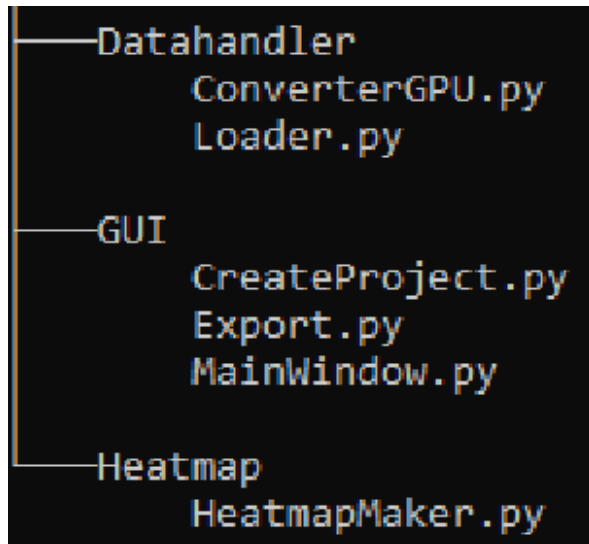 Datahandler
ConverterGPU.py
Loader.py
GUI
CreateProject.py
Export.py
MainWindow.py
Heatmap
HeatmapMaker.py